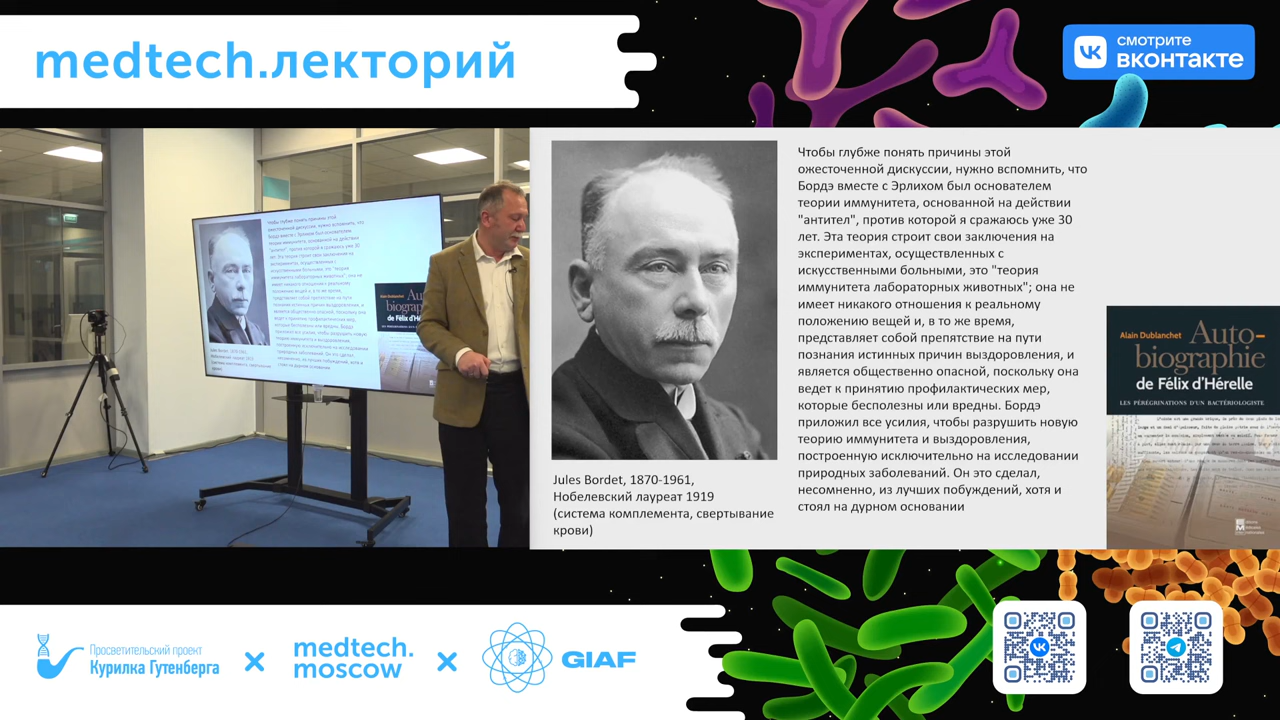 medtech.лекторий
смотрите
вконтакте
Чтобы глубже понять причины этой
ожесточенной дискуссии, нужно вспомнить, что
Бордэ вместе с Эрлихом был основателем
теории иммунитета, основанной на действии
"антител", против которой я сражаюсь уже 30
лет. Эта теория строит свои заключения на
экспериментах, осуществленных с
искусственными больными, это "теория
иммунитета лабораторных животных"; она не
имеет никакого отношения к реальному
положению вещей и, в то же время,
представляет собой препятствие на пути
познания истинных причин выздоровления, и
является общественно опасной, поскольку она
ведет к принятию профилактических мер,
которые бесполезны или вредны. Бордэ
приложил все усилия, чтобы разрушить новую
теорию иммунитета и выздоровления,
построенную исключительно на исследовании
природных заболеваний. Он это сделал,
несомненно, из лучших побуждений, хотя и
стоял на дурном основании
Jules Bordet, 1870-1961,
Нобелевский лауреат 1919
(система комплемента, свертывание
крови)
Alain Dublanchet
Auto-
biographie
de Félix d'Hérelle
LES PÉRÉGRINATIONS D'UN BACTÉRIOLOGISTE
Просветительский проект
Курилка Гутенберга
medtech.
moscow
GIAF